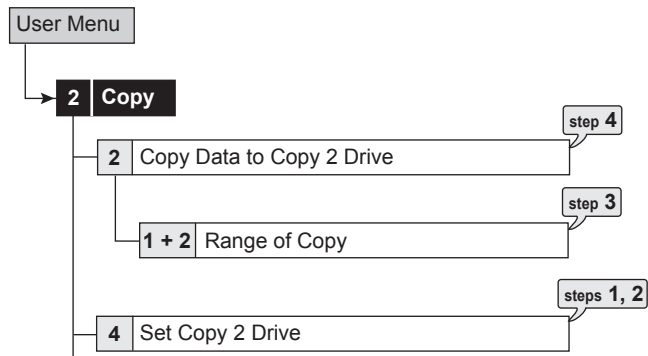 User Menu
2 Copy
step 4
2 Copy Data to Copy 2 Drive
step 3
1 + 2 Range of Copy
steps 1, 2
4 Set Copy 2 Drive